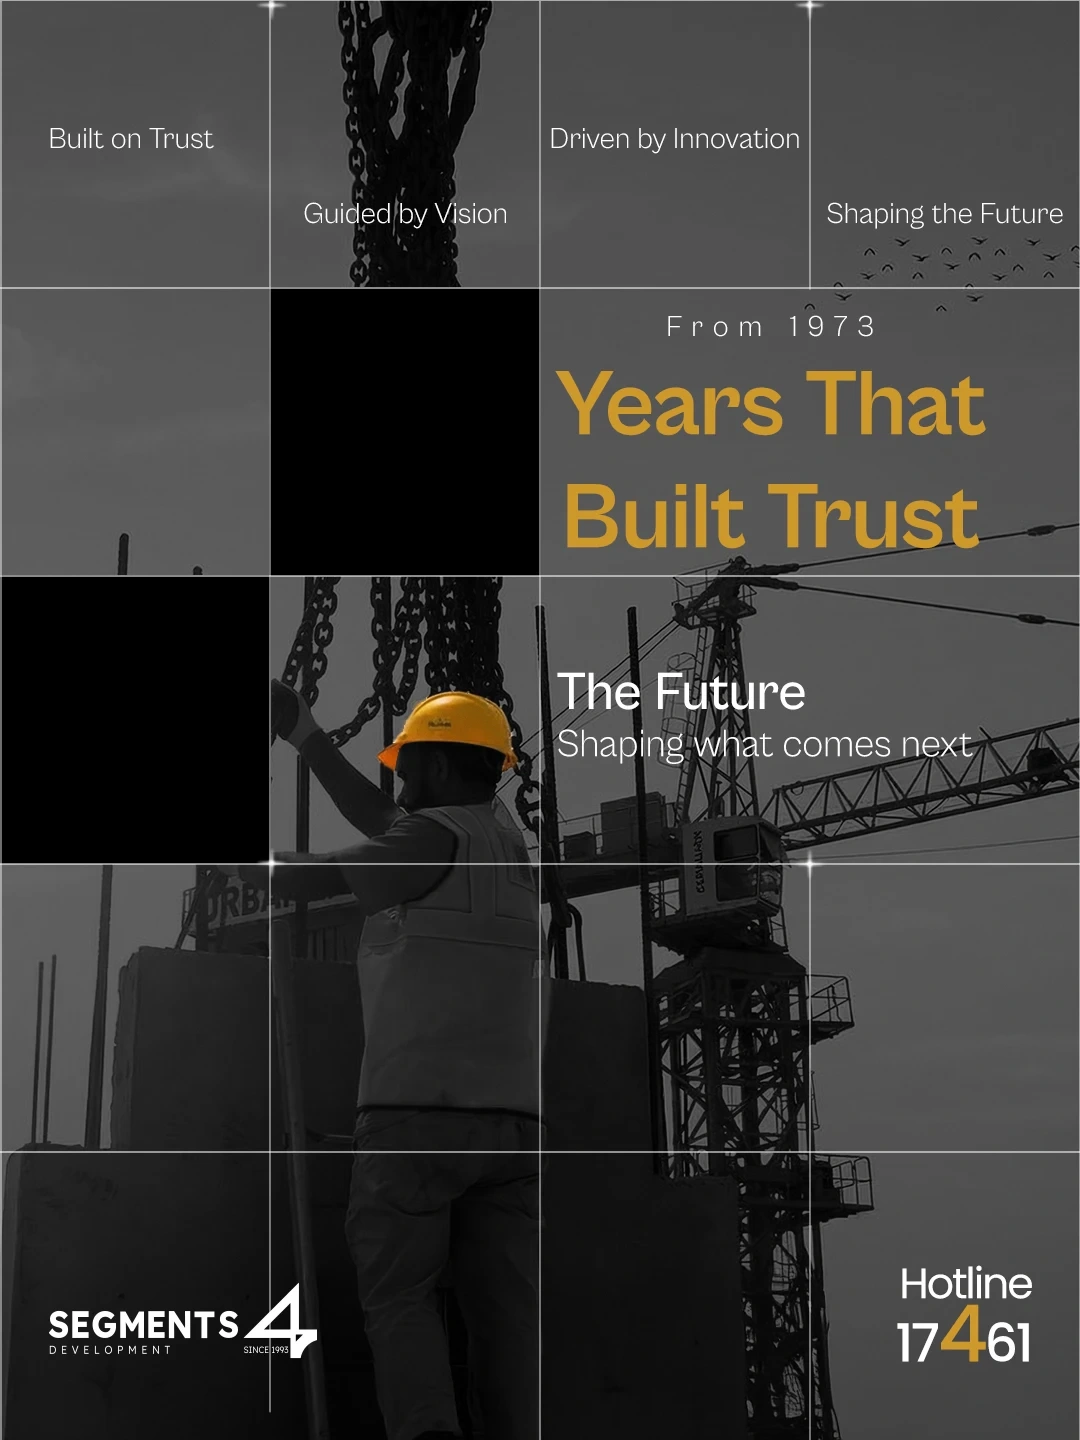 Built on Trust
Driven by Innovation
Guided by Vision
Shaping the Future
From 1973
Years That
Built Trust
The Future
Shaping what comes next
SEGMENTS 4
DEVELOPMENT
SINCE 1993
Hotline
17461